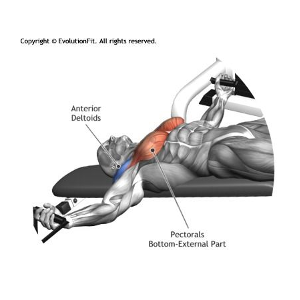 Copyright © EvolutionFit. All rights reserved.
Anterior
Deltoids
Pectorals
Bottom-External Part